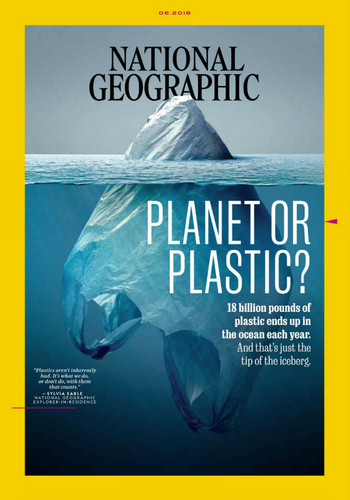 06.2018
NATIONAL
GEOGRAPHIC
PLANET OR
PLASTIC?
18 billion pounds of
plastic ends up in
the ocean each year.
And that's just the
tip of the iceberg.
"Plastics aren't inherently
bad. It's what we do,
or don't do, with them
that counts."
— SYLVIA EARLE
NATIONAL GEOGRAPHIC
EXPLORER-IN-RESIDENCE